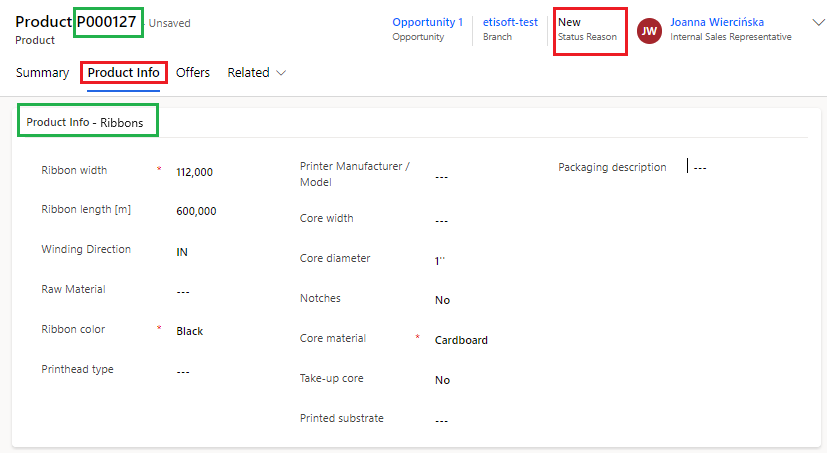 Product P000127 - Unsaved
Product
Opportunity 1
Opportunity
etisoft-test
Branch
New
Status Reason
JW
Joanna Wiercińska
Internal Sales Representative
Summary Product Info Offers Related
Product Info - Ribbons
Ribbon width * 112,000
Ribbon length [m] 600,000
Winding Direction IN
Raw Material ---
Ribbon color * Black
Printhead type ---
Printer Manufacturer /
Model ---
Core width ---
Core diameter 1''
Notches No
Core material * Cardboard
Take-up core No
Printed substrate ---
Packaging description ---